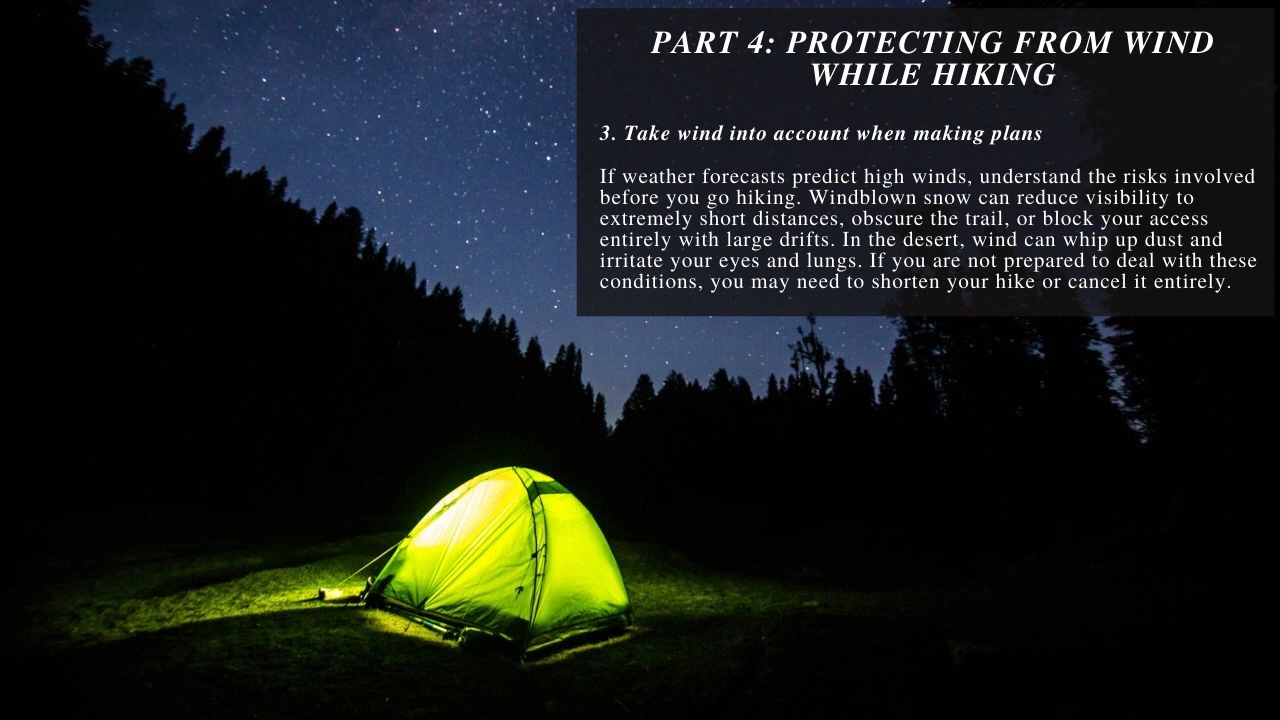 PART 4: PROTECTING FROM WIND
WHILE HIKING
3. Take wind into account when making plans
If weather forecasts predict high winds, understand the risks involved
before you go hiking. Windblown snow can reduce visibility to
extremely short distances, obscure the trail, or block your access
entirely with large drifts. In the desert, wind can whip up dust and
irritate your eyes and lungs. If you are not prepared to deal with these
conditions, you may need to shorten your hike or cancel it entirely.